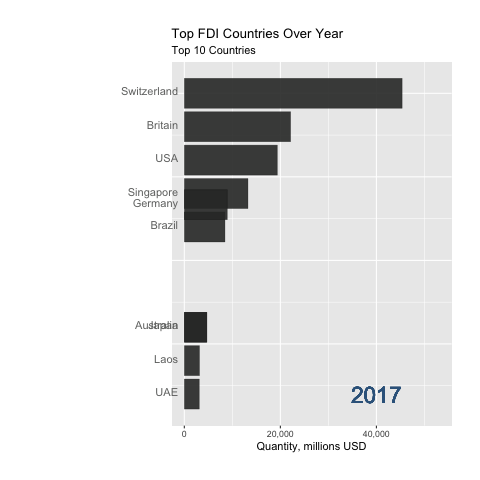 Top FDI Countries Over Year
Top 10 Countries
Switzerland
Britain
USA
Singapore
Germany
Brazil
Laos
UAE
2017
0 20,000 40,000
Quantity, millions USD